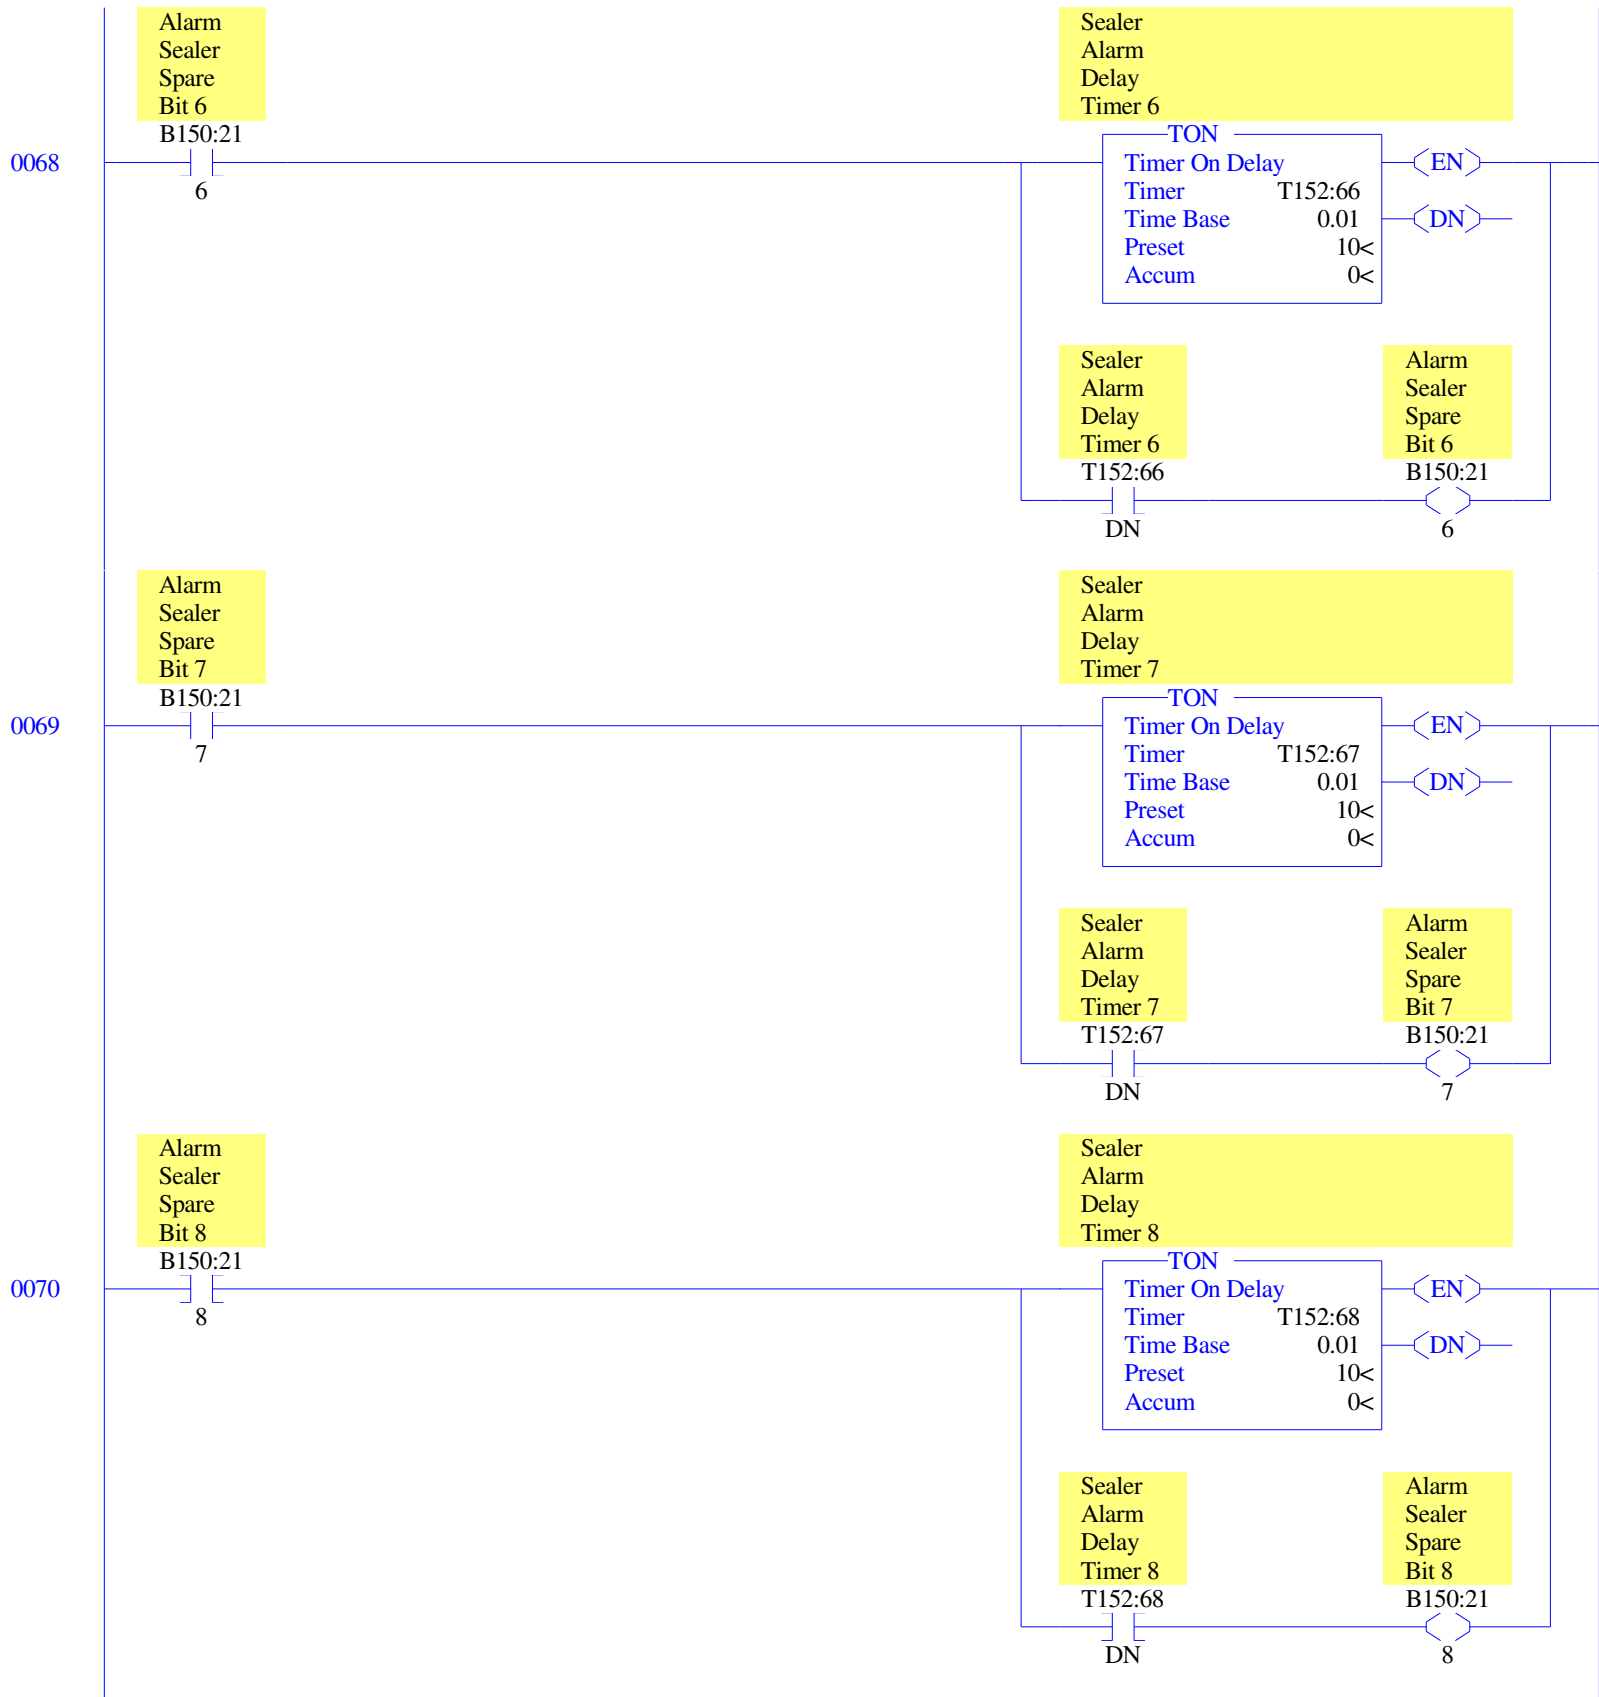 Alarm
Sealer
Spare
Bit 6
B150:21
6
0068
Sealer
Alarm
Delay
Timer 6
TON
Timer On Delay
Timer T152:66
Time Base 0.01
Preset 10<
Accum 0<
EN
DN
Sealer
Alarm
Delay
Timer 6
T152:66
DN
Alarm
Sealer
Spare
Bit 6
B150:21
6
Alarm
Sealer
Spare
Bit 7
B150:21
7
0069
Sealer
Alarm
Delay
Timer 7
TON
Timer On Delay
Timer T152:67
Time Base 0.01
Preset 10<
Accum 0<
EN
DN
Sealer
Alarm
Delay
Timer 7
T152:67
DN
Alarm
Sealer
Spare
Bit 7
B150:21
7
Alarm
Sealer
Spare
Bit 8
B150:21
8
0070
Sealer
Alarm
Delay
Timer 8
TON
Timer On Delay
Timer T152:68
Time Base 0.01
Preset 10<
Accum 0<
EN
DN
Sealer
Alarm
Delay
Timer 8
T152:68
DN
Alarm
Sealer
Spare
Bit 8
B150:21
8